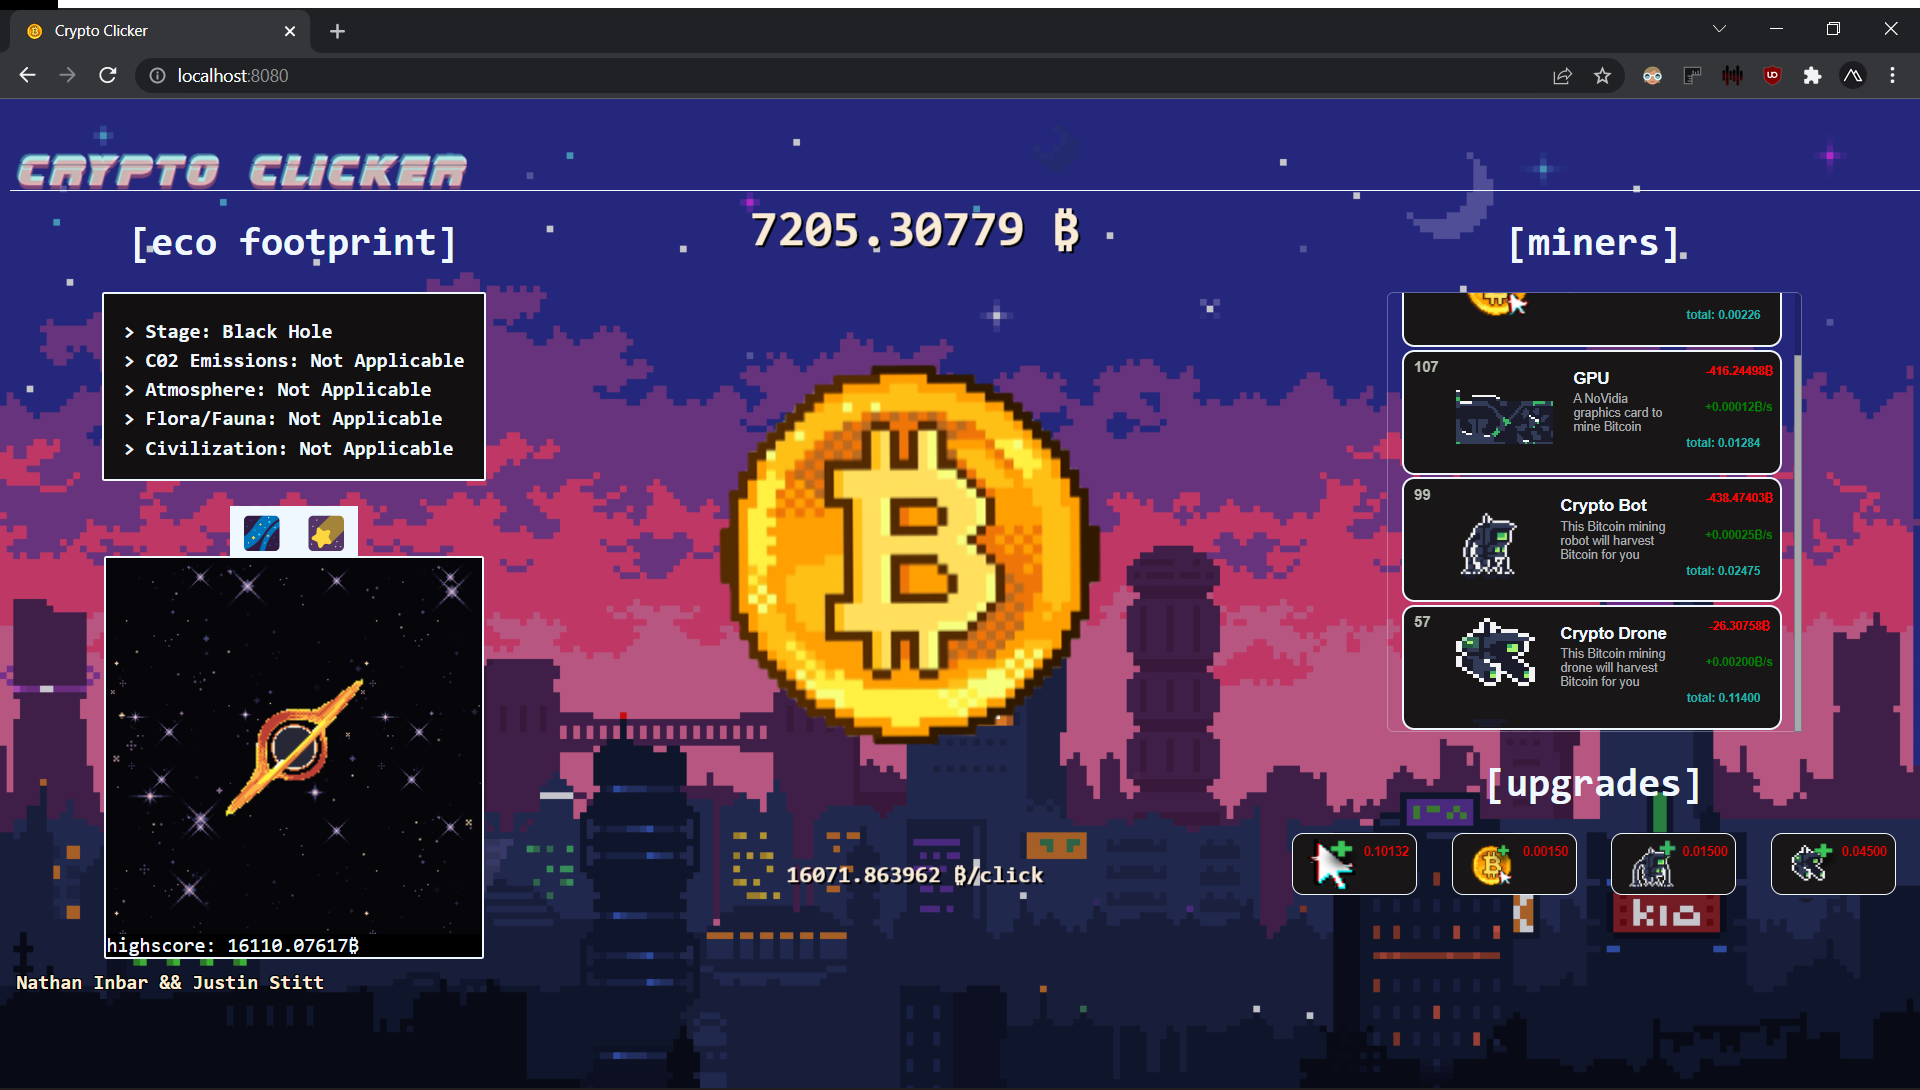 Crypto Clicker
localhost:8080
CRYPTO CLICKER
[eco footprint]
> Stage: Black Hole
> C02 Emissions: Not Applicable
> Atmosphere: Not Applicable
> Flora/Fauna: Not Applicable
> Civilization: Not Applicable
highscore: 16110.07617₿
Nathan Inbar && Justin Stitt
7205.30779 ₿
16071.863962 ₿/click
[miners]
total: 0.00226
107
GPU
A NoVidia
graphics card to
mine Bitcoin
-416.24498₿
+0.00012₿/s
total: 0.01284
99
Crypto Bot
This Bitcoin mining
robot will harvest
Bitcoin for you
-438.47403₿
+0.00025₿/s
total: 0.02475
57
Crypto Drone
This Bitcoin mining
drone will harvest
Bitcoin for you
-26.30758₿
+0.00200₿/s
total: 0.11400
[upgrades]
0.10132
0.00150
0.01500
0.04500
KIO